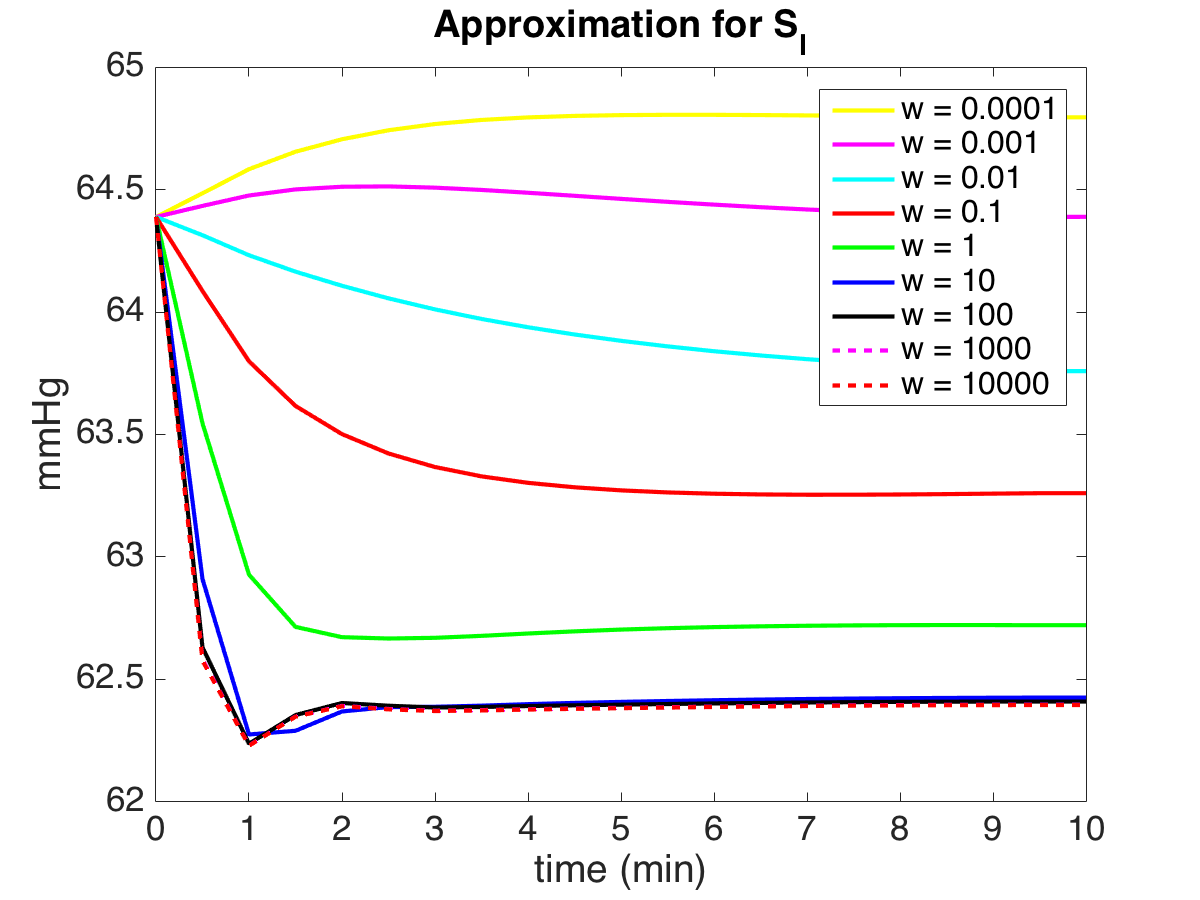 Approximation for S_I
65
64.5
64
63.5
63
62.5
62
mmHg
w = 0.0001
w = 0.001
w = 0.01
w = 0.1
w = 1
w = 10
w = 100
w = 1000
w = 10000
0 1 2 3 4 5 6 7 8 9 10
time (min)